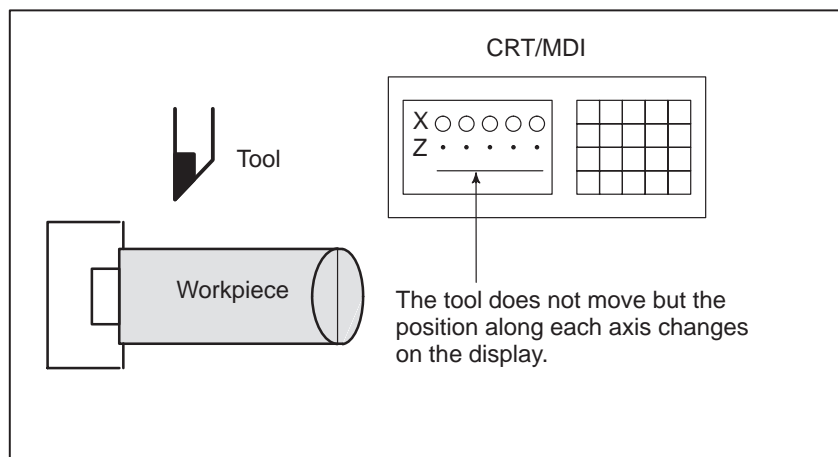 CRT/MDI
X
Z
Tool
Workpiece
The tool does not move but the
position along each axis changes
on the display.